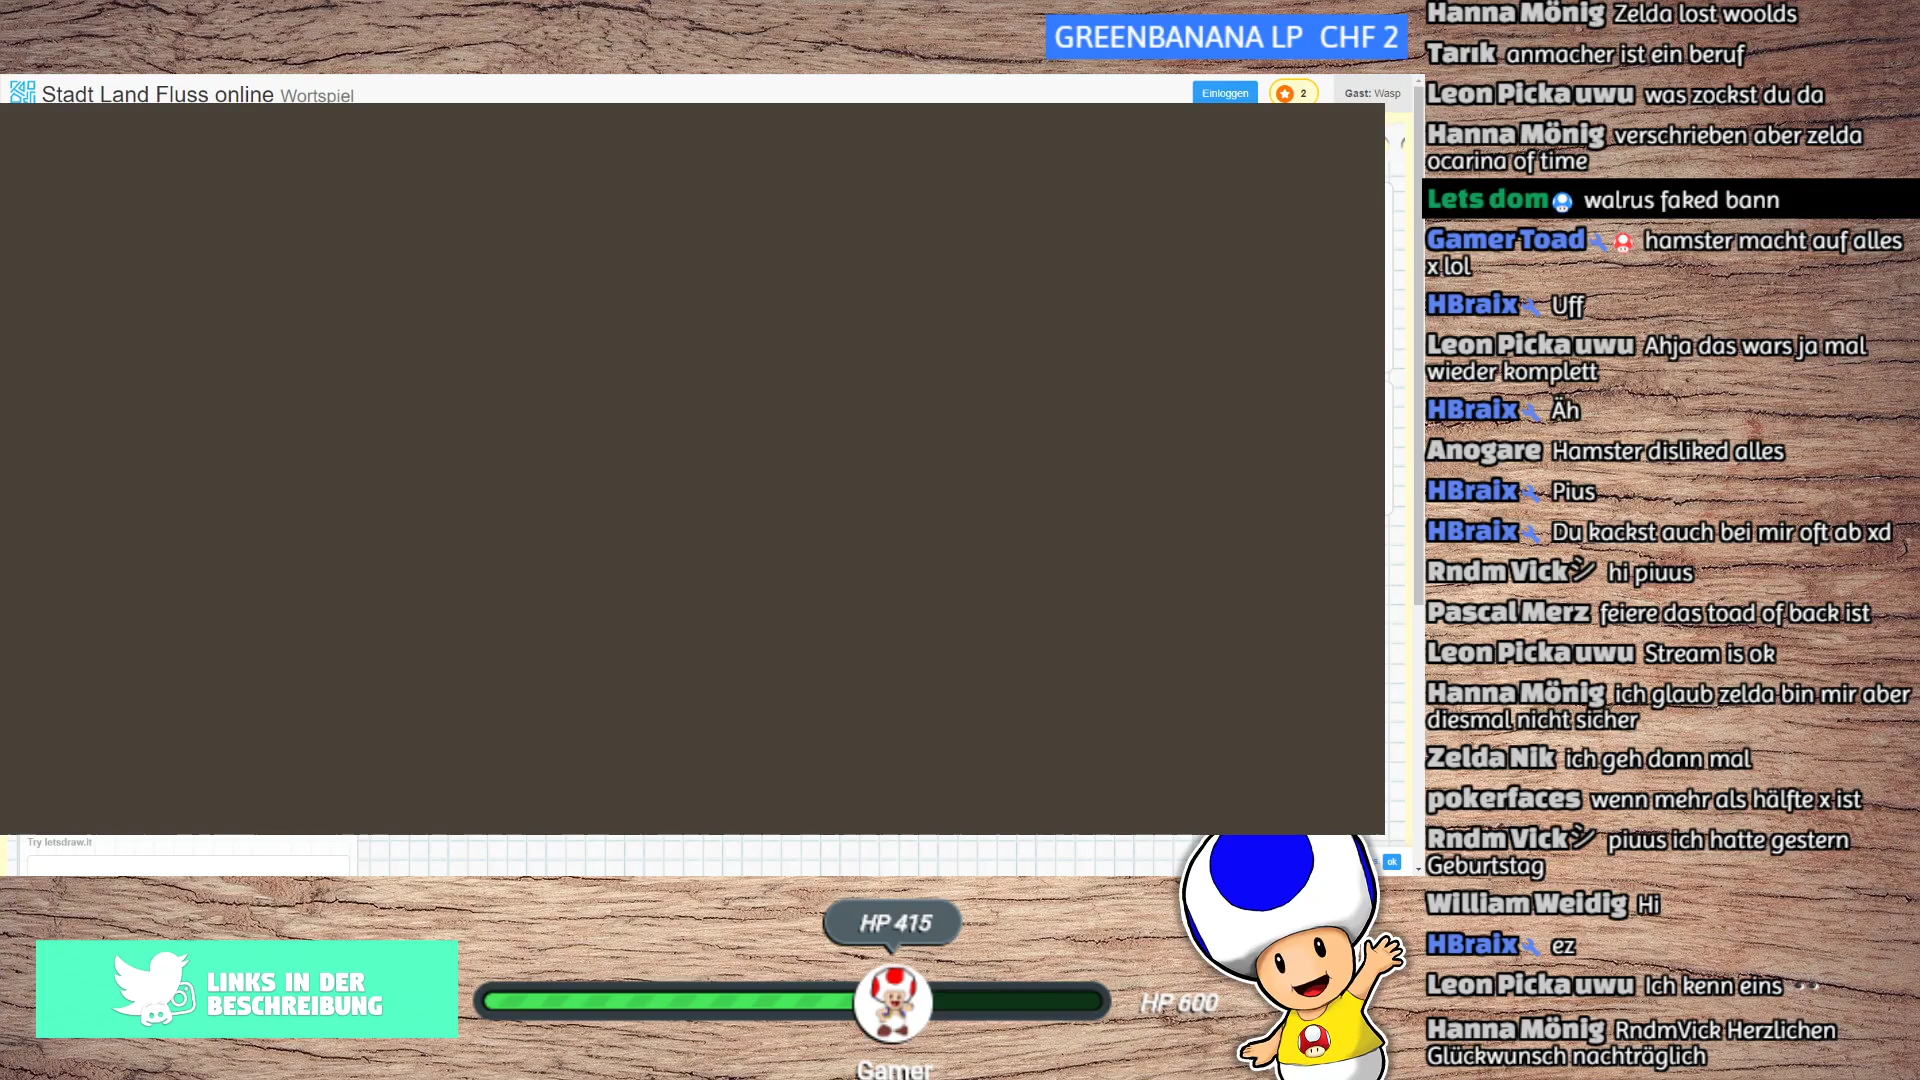 GREENBANANA LP CHF 2
Stadt Land Fluss online Wortspiel
Einloggen
2
Gast: Wasp
Try letsdraw.it
ok
HP 415
HP 600
Gamer
LINKS IN DER
BESCHREIBUNG
Hanna Mönig Zelda lost woolds
Tarık anmacher ist ein beruf
Leon Picka uwu was zockst du da
Hanna Mönig verschrieben aber zelda
ocarina of time
Lets dom walrus faked bann
Gamer Toad hamster macht auf alles
x lol
HBraix Uff
Leon Picka uwu Ahja das wars ja mal
wieder komplett
HBraix Äh
Anogare Hamster disliked alles
HBraix Pius
HBraix Du kackst auch bei mir oft ab xd
RndmVickシ hi piuus
Pascal Merz feiere das toad of back ist
Leon Picka uwu Stream is ok
Hanna Mönig ich glaub zelda bin mir aber
diesmal nicht sicher
Zelda Nik ich geh dann mal
pokerfaces wenn mehr als hälfte x ist
RndmVickシ piuus ich hatte gestern
Geburtstag
William Weidig Hi
HBraix ez
Leon Picka uwu Ich kenn eins
Hanna Mönig RndmVick Herzlichen
Glückwunsch nachträglich